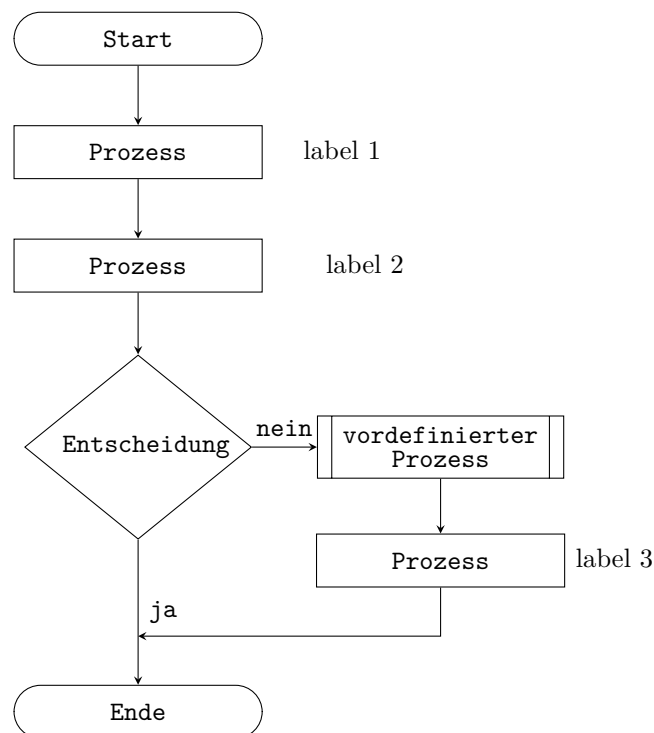 Start
Prozess
label 1
Prozess
label 2
Entscheidung
nein
vordefinierter
Prozess
Prozess
label 3
ja
Ende